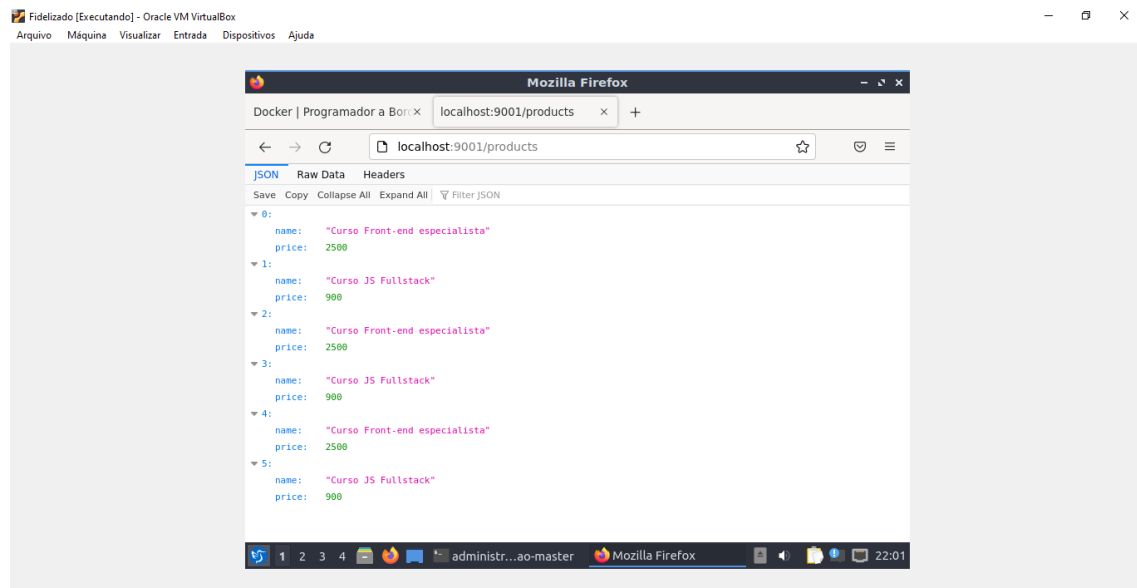 Fidelizado [Executando] - Oracle VM VirtualBox
Arquivo Máquina Visualizar Entrada Dispositivos Ajuda
Mozilla Firefox
Docker | Programador a Bord
localhost:9001/products
localhost:9001/products
JSON Raw Data Headers
Save Copy Collapse All Expand All Filter JSON
0:
name: "Curso Front-end especialista"
price: 2500
1:
name: "Curso JS Fullstack"
price: 900
2:
name: "Curso Front-end especialista"
price: 2500
3:
name: "Curso JS Fullstack"
price: 900
4:
name: "Curso Front-end especialista"
price: 2500
5:
name: "Curso JS Fullstack"
price: 900
1 2 3 4 administr...ao-master Mozilla Firefox 22:01